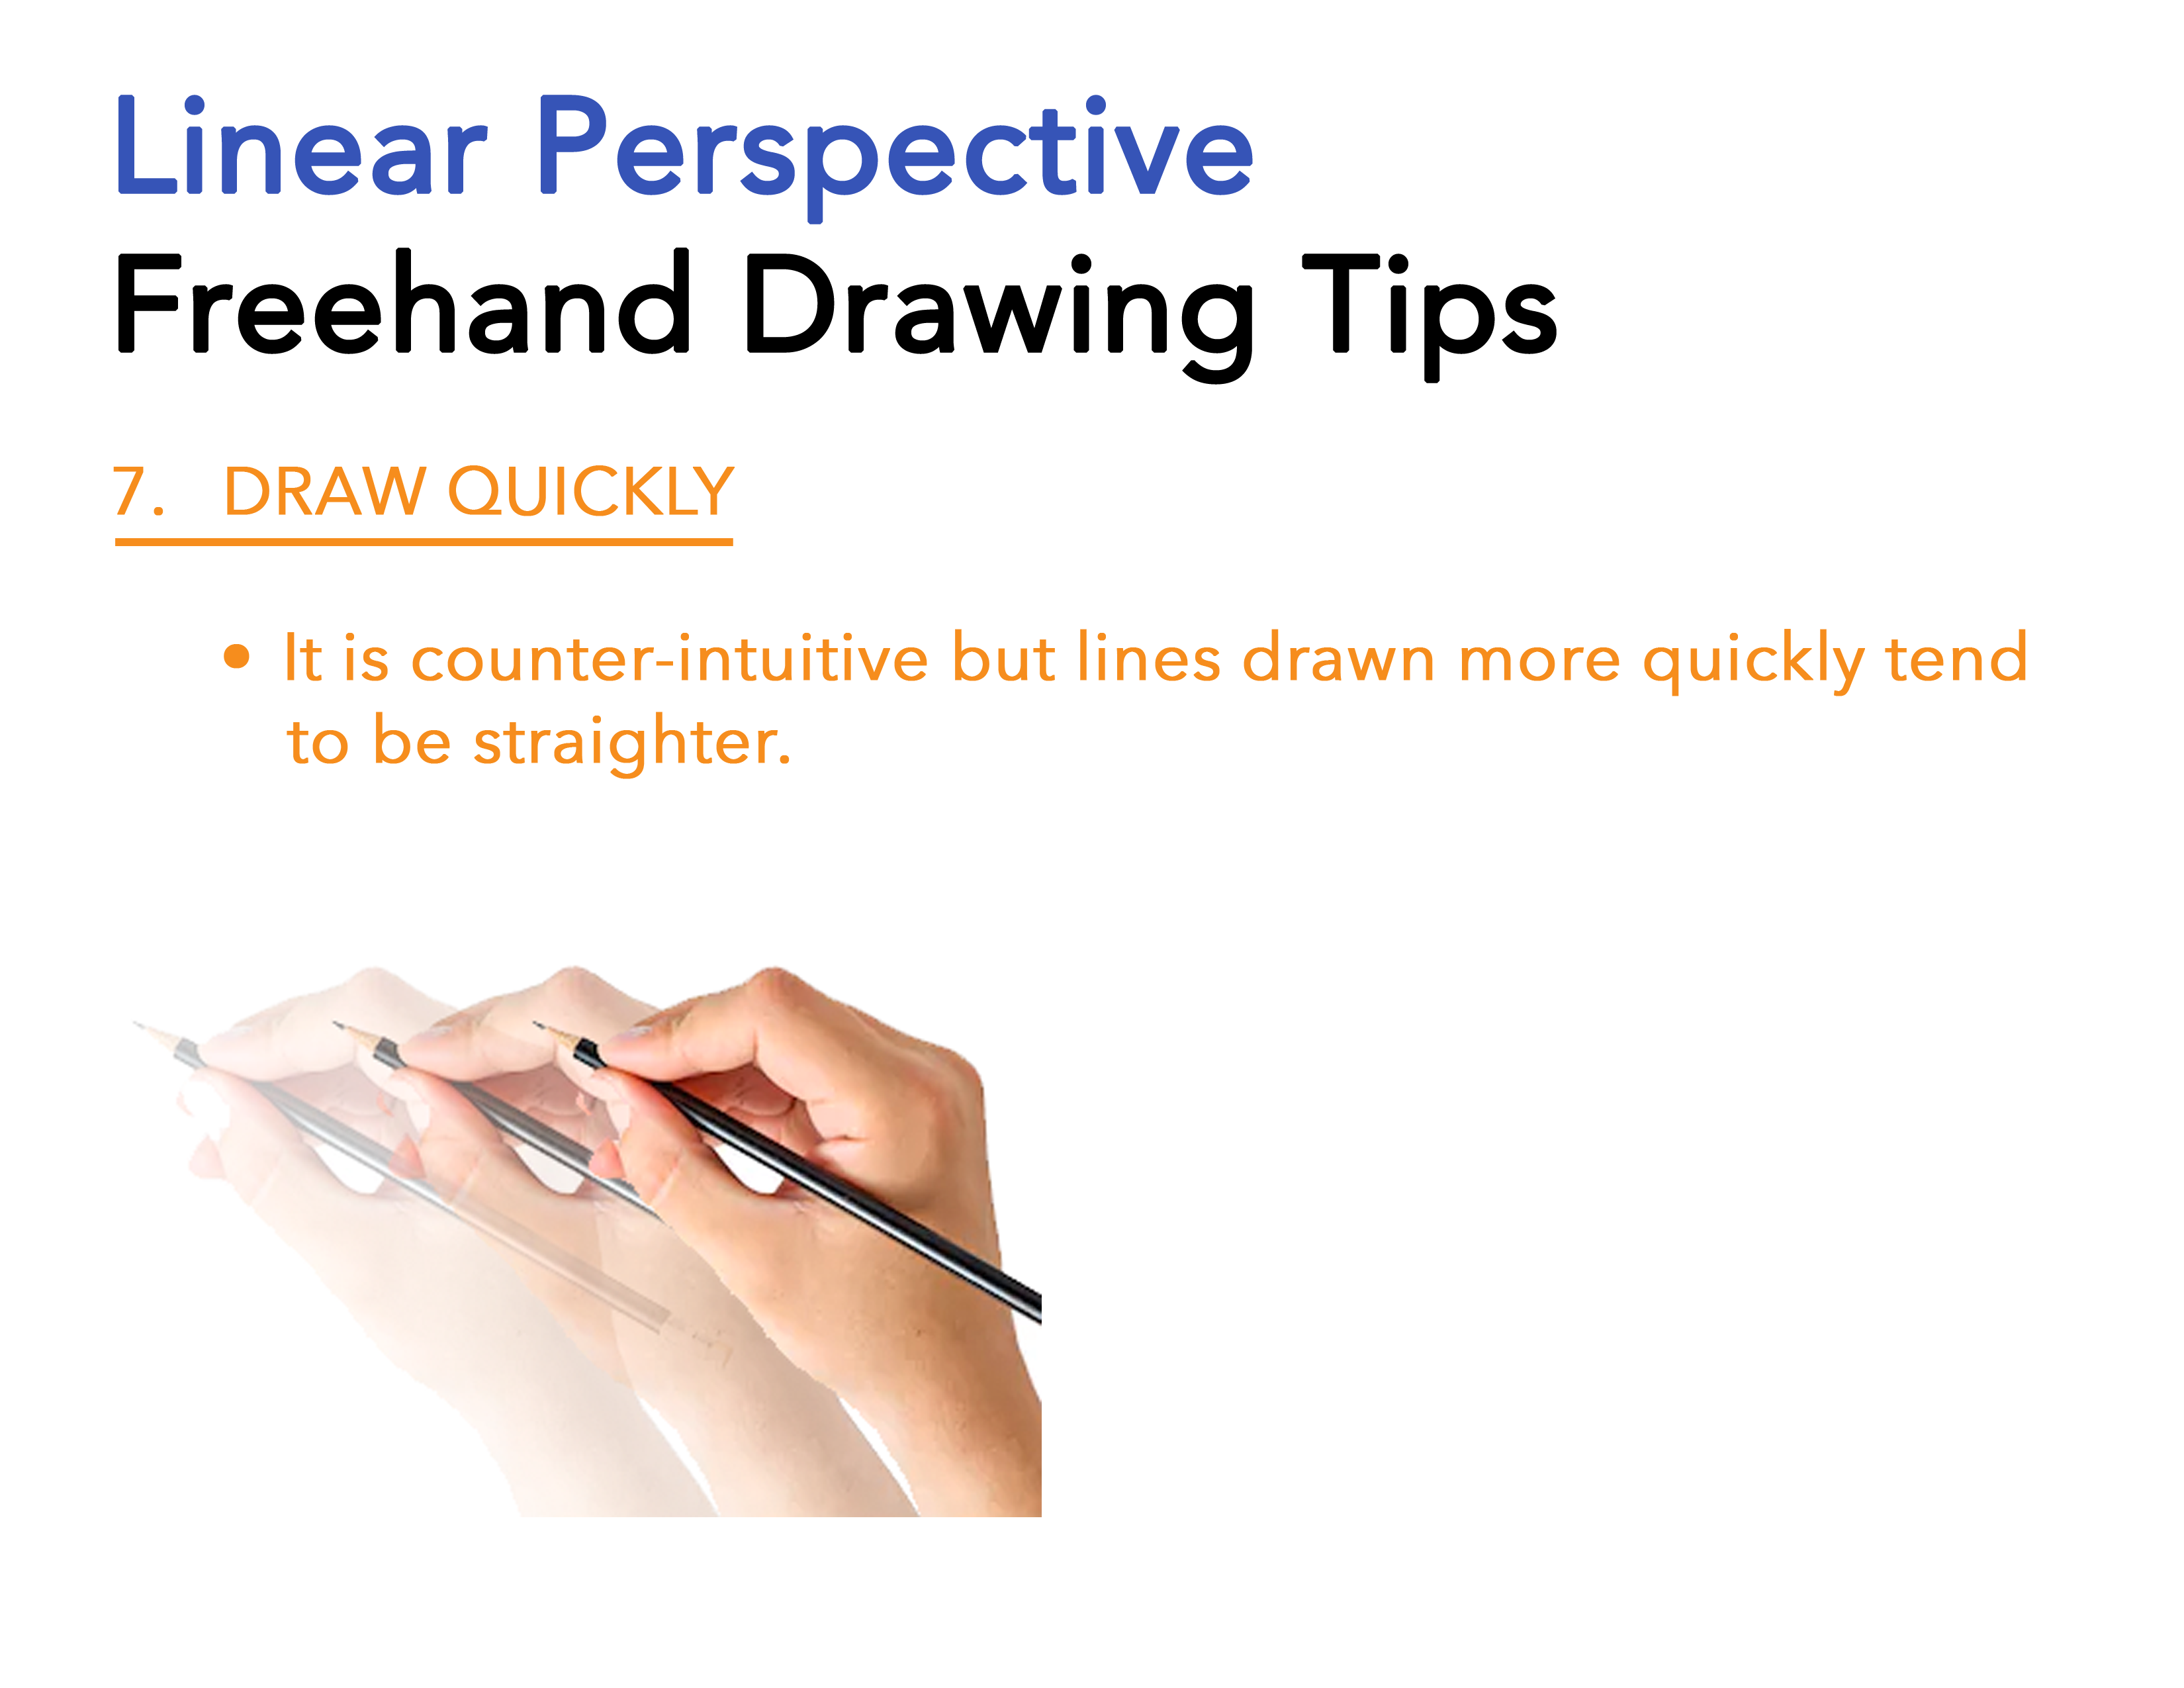 Linear Perspective
Freehand Drawing Tips
7. DRAW QUICKLY
• It is counter-intuitive but lines drawn more quickly tend
to be straighter.